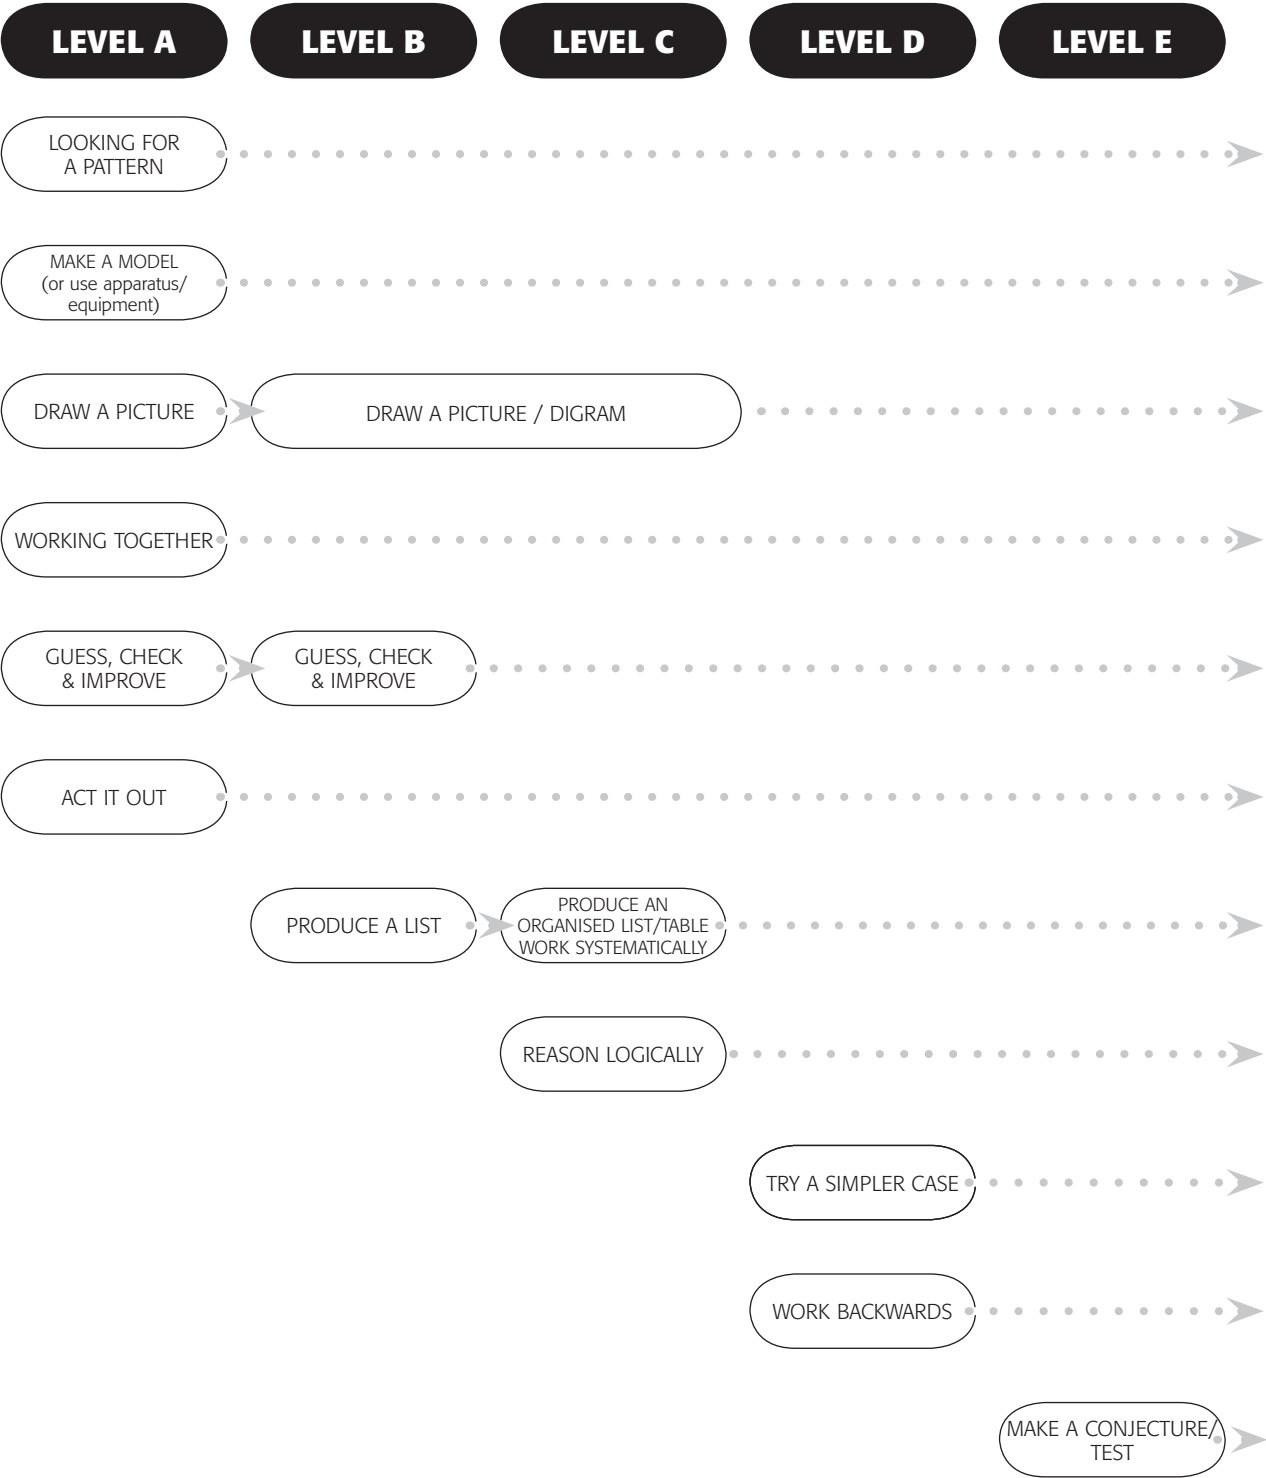 LEVEL A
LEVEL B
LEVEL C
LEVEL D
LEVEL E
LOOKING FOR
A PATTERN
MAKE A MODEL
(or use apparatus/
equipment)
DRAW A PICTURE
DRAW A PICTURE / DIGRAM
WORKING TOGETHER
GUESS, CHECK
& IMPROVE
GUESS, CHECK
& IMPROVE
ACT IT OUT
PRODUCE A LIST
PRODUCE AN
ORGANISED LIST/TABLE
WORK SYSTEMATICALLY
REASON LOGICALLY
TRY A SIMPLER CASE
WORK BACKWARDS
MAKE A CONJECTURE/
TEST